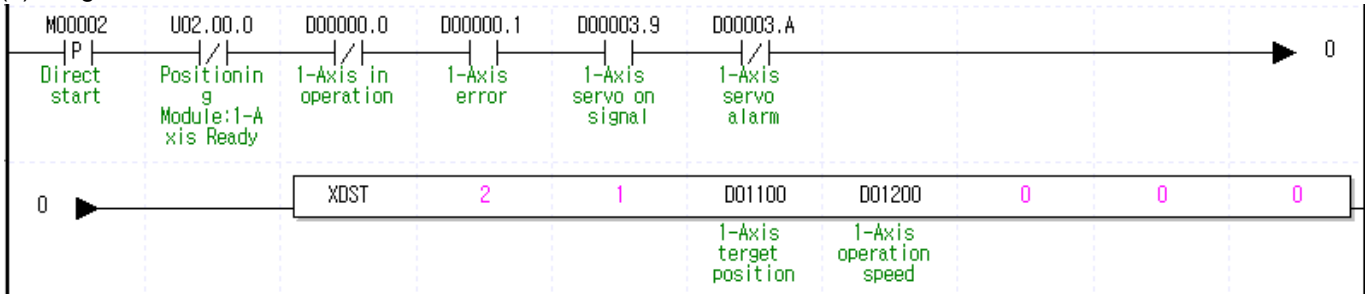 M00002 U02.00.0 D00000.0 D00000.1 D00003.9 D00003.A
P
0
Direct start
Positionin g Module:1-A xis Ready
1-Axis in operation
1-Axis error
1-Axis servo on signal
1-Axis servo alarm
0 XDST 2 1 D01100 D01200 0 0 0
1-Axis terget position
1-Axis operation speed